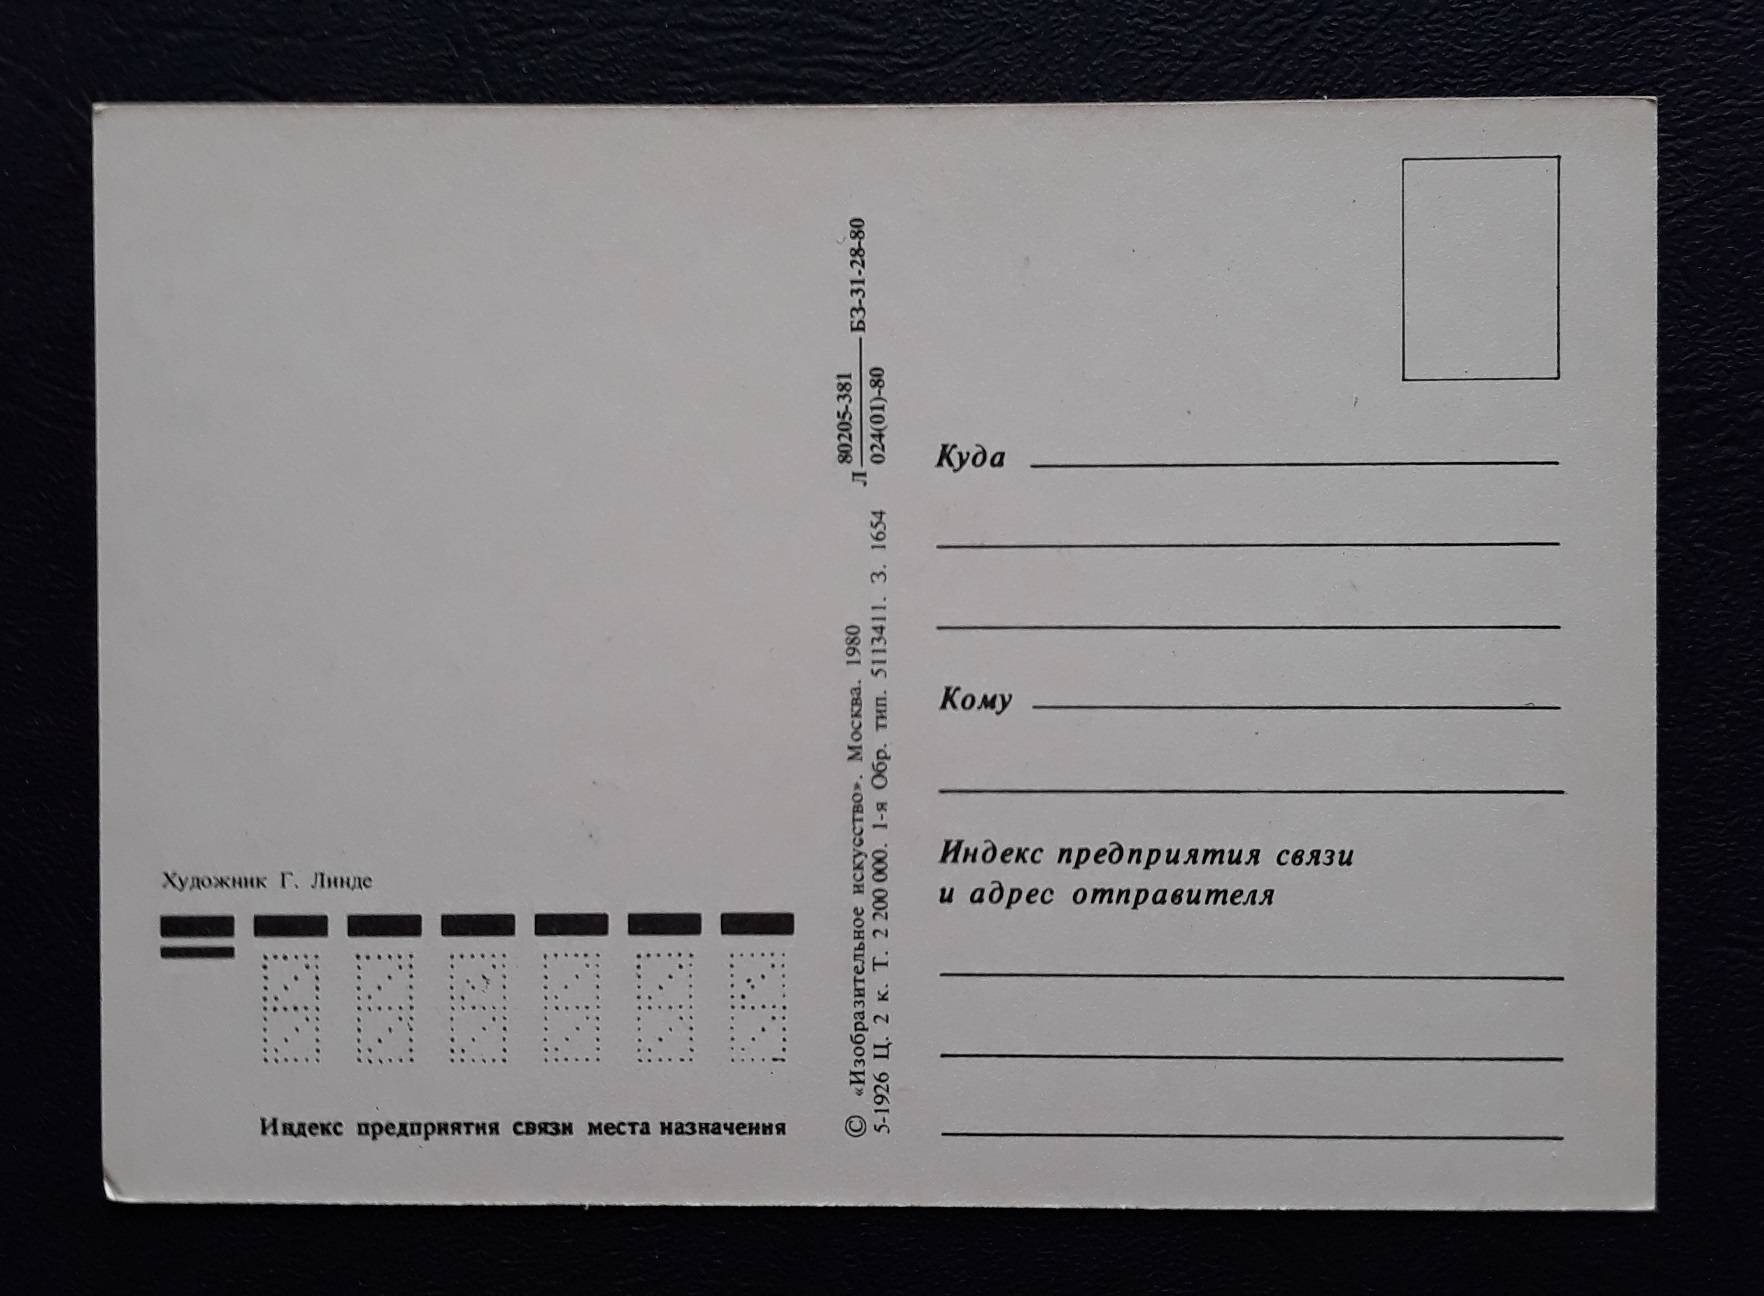 Художник Г. Линде
Индекс предприятия связи места назначения
© «Изобразительное искусство». Москва. 1980
5-1926 Ц. 2 к. Т. 2 200 000. 1-я Обр. тип. 5113411. З. 1654
Л 80205-381 БЗ-31-28-80
024(01)-80
Куда
Кому
Индекс предприятия связи
и адрес отправителя